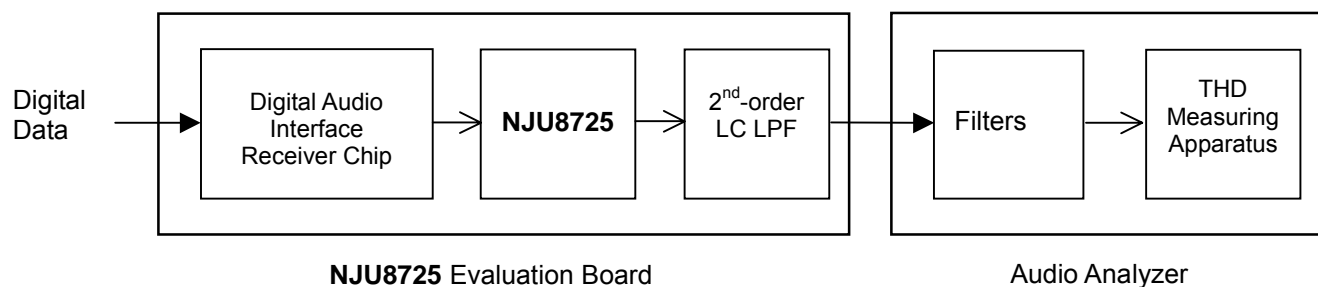 Digital
Data
Digital Audio
Interface
Receiver Chip
NJU8725
2nd-order
LC LPF
Filters
THD
Measuring
Apparatus
NJU8725 Evaluation Board
Audio Analyzer